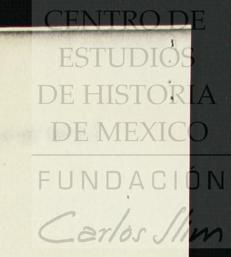 CENTRO DE
ESTUDIOS
DE HISTORIA
DE MEXICO
FUNDACIÓN
Carlos Slim